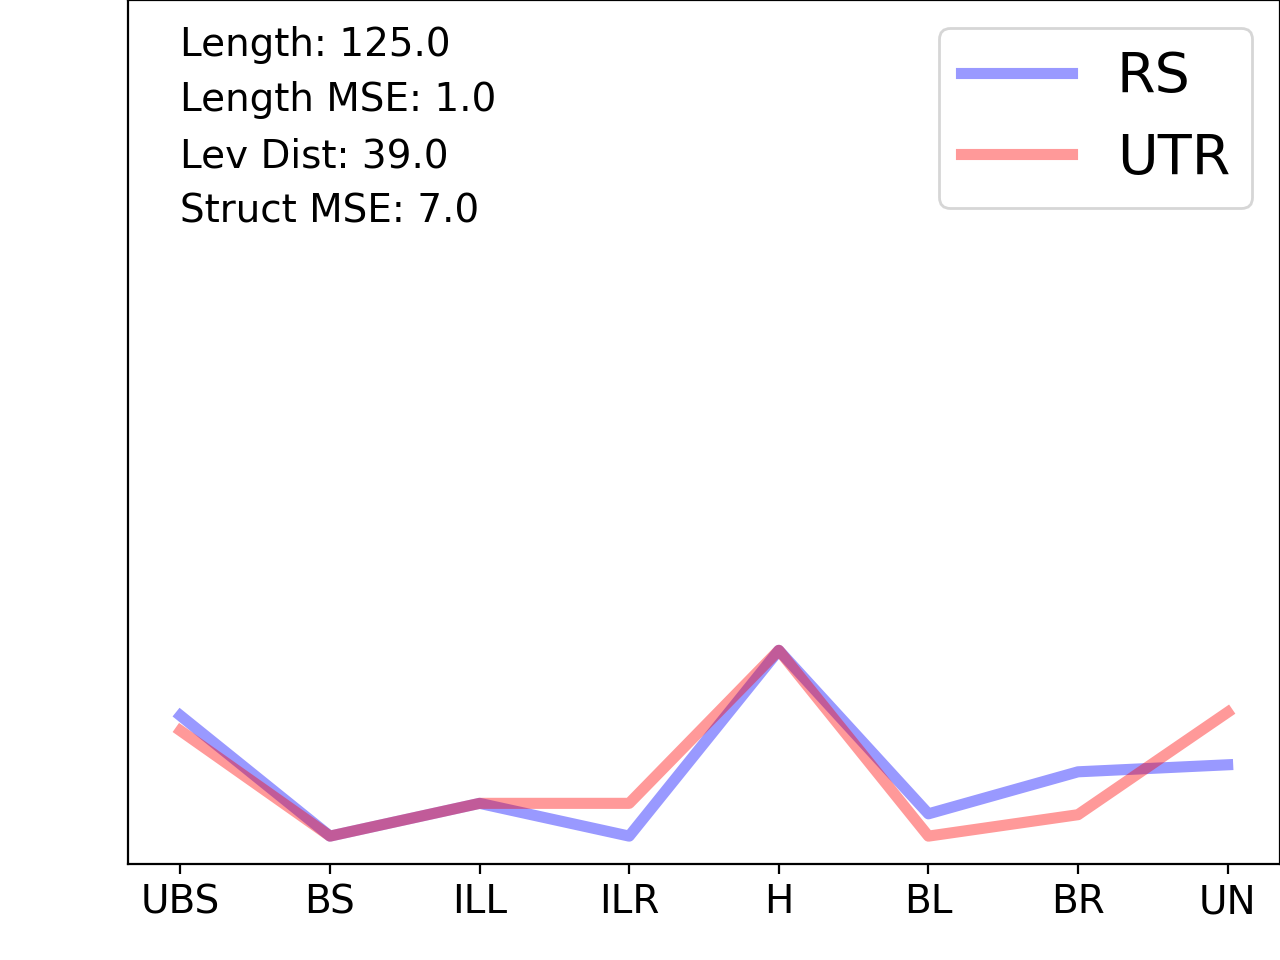 Length: 125.0
Length MSE: 1.0
Lev Dist: 39.0
Struct MSE: 7.0
RS
UTR
UBS BS ILL ILR H BL BR UN